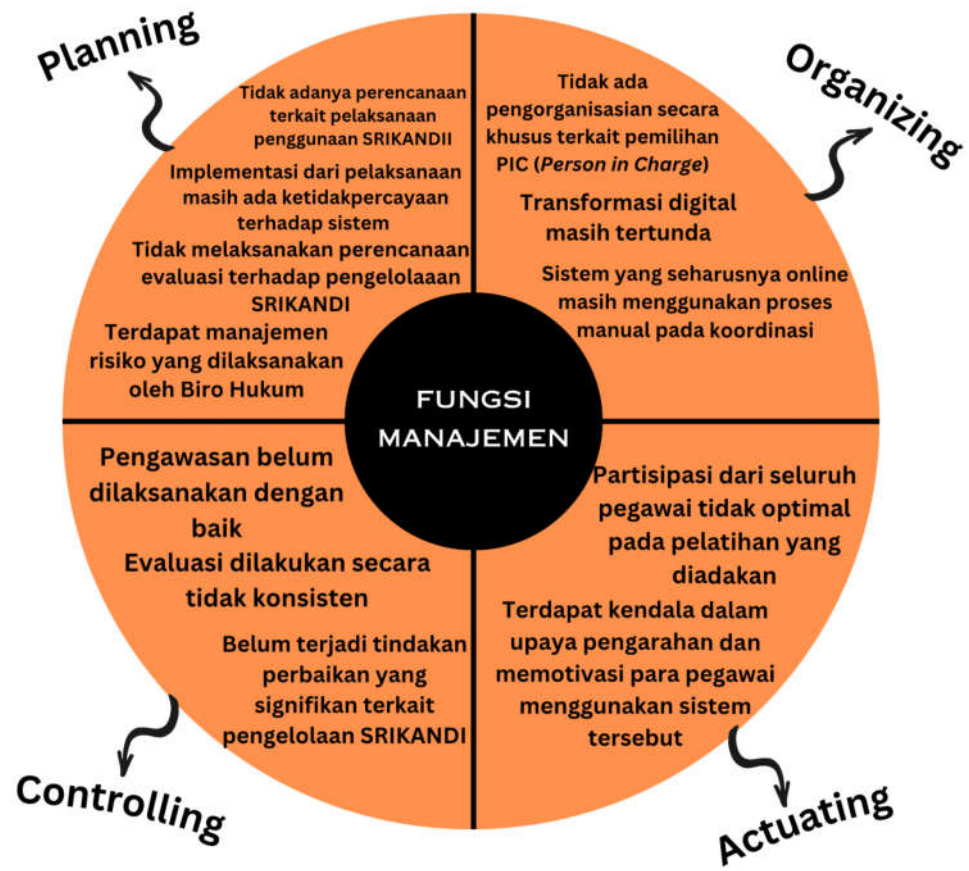 Planning
Tidak adanya perencanaan
terkait pelaksanaan
penggunaan SRIKANDII
Implementasi dari pelaksanaan
masih ada ketidakpercayaan
terhadap sistem
Tidak melaksanakan perencanaan
evaluasi terhadap pengelolaaan
SRIKANDI
Terdapat manajemen
risiko yang dilaksanakan
oleh Biro Hukum
Organizing
Tidak ada
pengorganisasian secara
khusus terkait pemilihan
PIC (Person in Charge)
Transformasi digital
masih tertunda
Sistem yang seharusnya online
masih menggunakan proses
manual pada koordinasi
FUNGSI
MANAJEMEN
Pengawasan belum
dilaksanakan dengan
baik
Evaluasi dilakukan secara
tidak konsisten
Belum terjadi tindakan
perbaikan yang
signifikan terkait
pengelolaan SRIKANDI
Controlling
Partisipasi dari seluruh
pegawai tidak optimal
pada pelatihan yang
diadakan
Terdapat kendala dalam
upaya pengarahan dan
memotivasi para pegawai
menggunakan sistem
tersebut
Actuating